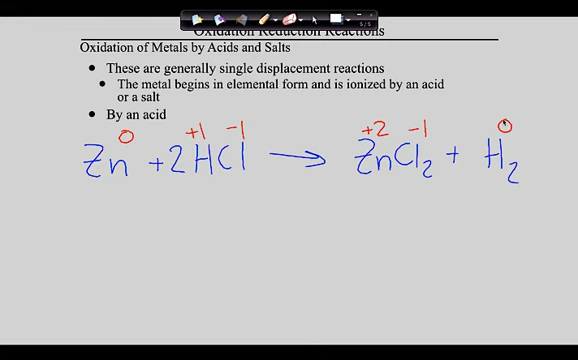 Oxidation Reduction Reactions
5/5
Oxidation of Metals by Acids and Salts
• These are generally single displacement reactions
• The metal begins in elemental form and is ionized by an acid
or a salt
• By an acid
0 +1 -1 +2 -1 0
Zn + 2HCl → ZnCl₂ + H₂